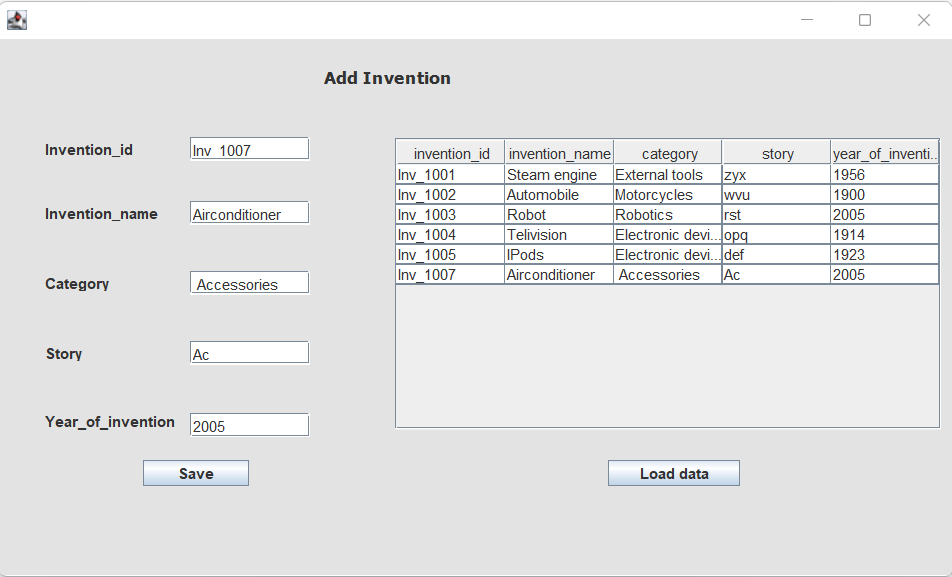 Add Invention
Invention_id Inv_1007
Invention_name Airconditioner
Category Accessories
Story Ac
Year_of_invention 2005
Save
invention_id invention_name category story year_of_inventi...
Inv_1001 Steam engine External tools zyx 1956
Inv_1002 Automobile Motorcycles wvu 1900
Inv_1003 Robot Robotics rst 2005
Inv_1004 Telivision Electronic devi... opq 1914
Inv_1005 IPods Electronic devi... def 1923
Inv_1007 Airconditioner Accessories Ac 2005
Load data